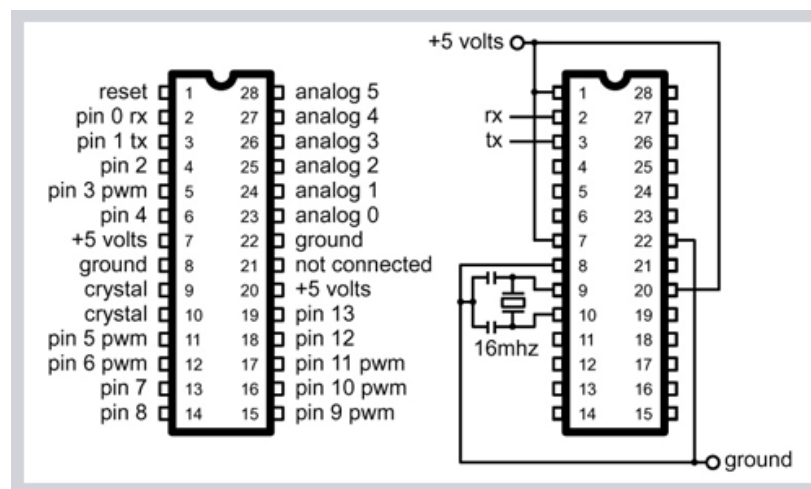 +5 volts
reset 1 28 analog 5
pin 0 rx 2 27 analog 4
pin 1 tx 3 26 analog 3
pin 2 4 25 analog 2
pin 3 pwm 5 24 analog 1
pin 4 6 23 analog 0
+5 volts 7 22 ground
ground 8 21 not connected
crystal 9 20 +5 volts
crystal 10 19 pin 13
pin 5 pwm 11 18 pin 12
pin 6 pwm 12 17 pin 11 pwm
pin 7 13 16 pin 10 pwm
pin 8 14 15 pin 9 pwm
1 28
rx 2 27
tx 3 26
4 25
5 24
6 23
7 22
8 21
9 20
10 19
16mhz 11 18
12 17
13 16
14 15
ground